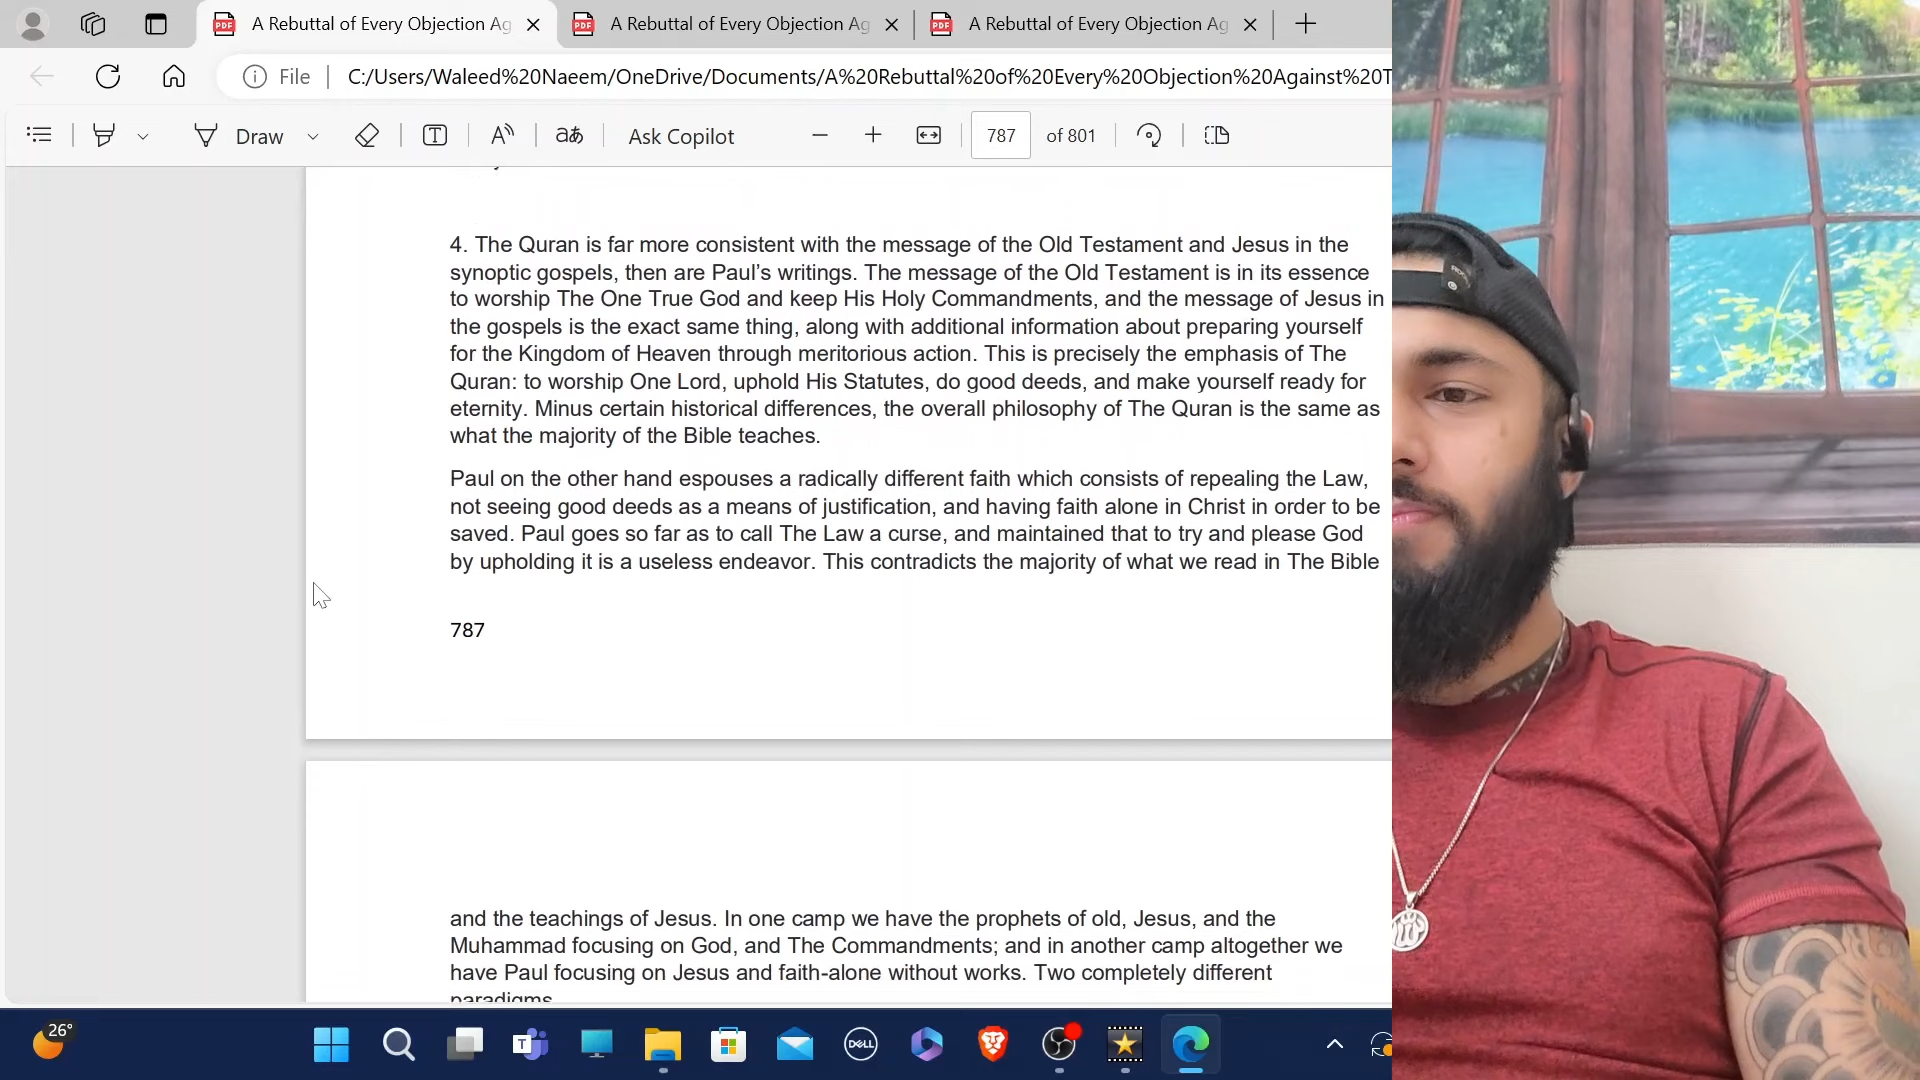 A Rebuttal of Every Objection Ag
A Rebuttal of Every Objection Ag
A Rebuttal of Every Objection Ag
File
C:/Users/Waleed%20Naeem/OneDrive/Documents/A%20Rebuttal%20of%20Every%20Objection%20Against%20T
Draw
Ask Copilot
787 of 801
4. The Quran is far more consistent with the message of the Old Testament and Jesus in the
synoptic gospels, then are Paul's writings. The message of the Old Testament is in its essence
to worship The One True God and keep His Holy Commandments, and the message of Jesus in
the gospels is the exact same thing, along with additional information about preparing yourself
for the Kingdom of Heaven through meritorious action. This is precisely the emphasis of The
Quran: to worship One Lord, uphold His Statutes, do good deeds, and make yourself ready for
eternity. Minus certain historical differences, the overall philosophy of The Quran is the same as
what the majority of the Bible teaches.
Paul on the other hand espouses a radically different faith which consists of repealing the Law,
not seeing good deeds as a means of justification, and having faith alone in Christ in order to be
saved. Paul goes so far as to call The Law a curse, and maintained that to try and please God
by upholding it is a useless endeavor. This contradicts the majority of what we read in The Bible
787
and the teachings of Jesus. In one camp we have the prophets of old, Jesus, and the
Muhammad focusing on God, and The Commandments; and in another camp altogether we
have Paul focusing on Jesus and faith-alone without works. Two completely different
paradigms
26°
DELL